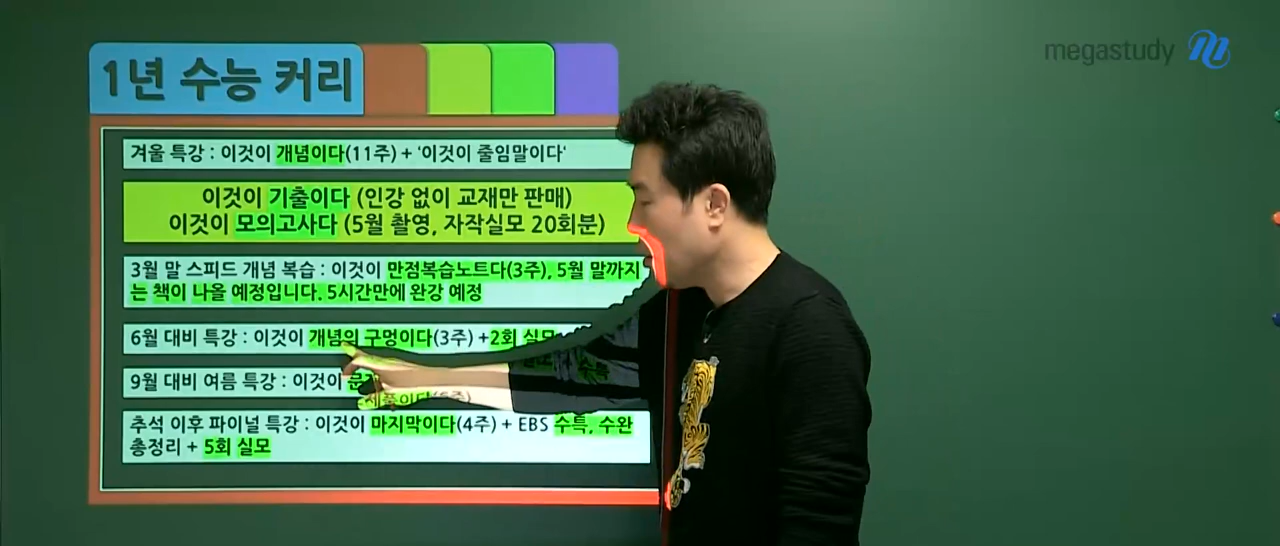 megastudy
1년 수능 커리
겨울 특강 : 이것이 개념이다(11주) + '이것이 줄임말이다'
이것이 기출이다 (인강 없이 교재만 판매)
이것이 모의고사다 (5월 촬영, 자작실모 20회분)
3월 말 스피드 개념 복습 : 이것이 만점복습노트다(3주), 5월 말까지
는 책이 나올 예정입니다. 5시간만에 완강 예정
6월 대비 특강 : 이것이 개념의 구멍이다(3주) +2회 실모
9월 대비 여름 특강 : 이것이
추석 이후 파이널 특강 : 이것이 마지막이다(4주) + EBS 수특, 수완
총정리 + 5회 실모